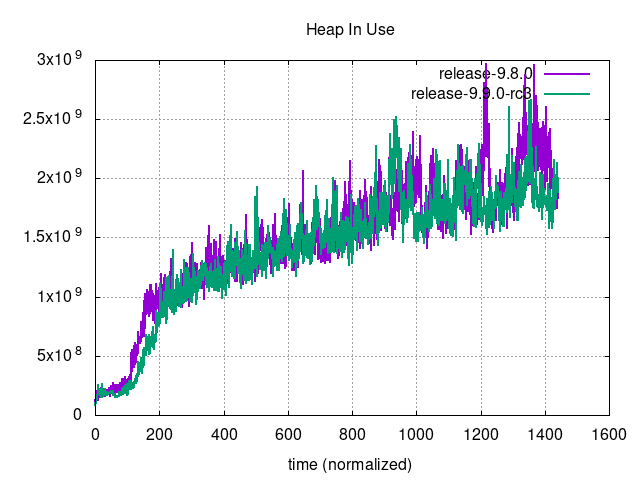 Heap In Use
3x10^9
2.5x10^9
2x10^9
1.5x10^9
1x10^9
5x10^8
0
release-9.8.0
release-9.9.0-rc3
0 200 400 600 800 1000 1200 1400 1600
time (normalized)